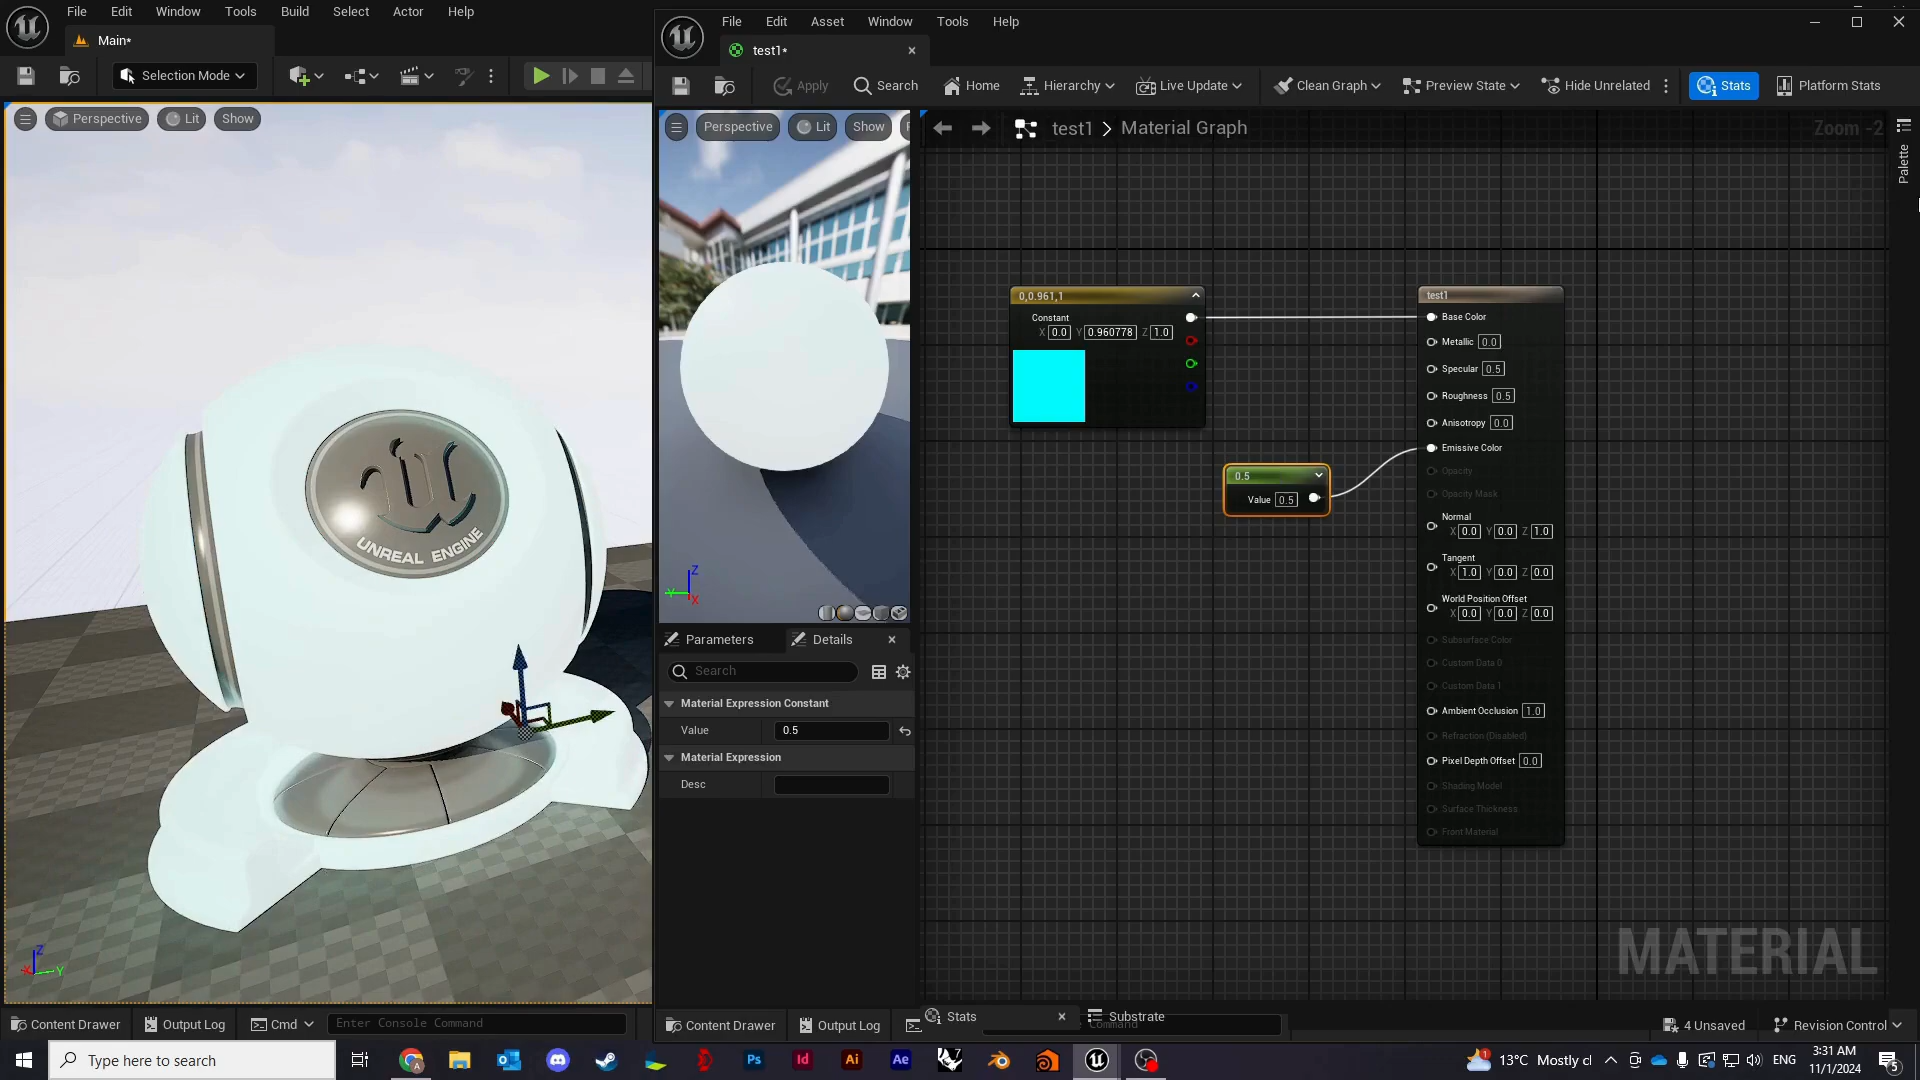 File Edit Window Tools Build Select Actor Help
Main*
Selection Mode
Perspective Lit Show
UNREAL ENGINE
Z
X Y
Content Drawer Output Log Cmd Enter Console Command
File Edit Asset Window Tools Help
test1*
Apply Search Home Hierarchy Live Update Clean Graph Preview State Hide Unrelated Stats Platform Stats
Perspective Lit Show
Z
Y X
test1 > Material Graph
Zoom -2
Palette
0,0.961,1
Constant
X 0.0 Y 0.960778 Z 1.0
0.5
Value 0.5
test1
Base Color
Metallic 0.0
Specular 0.5
Roughness 0.5
Anisotropy 0.0
Emissive Color
Opacity
Opacity Mask
Normal
X 0.0 Y 0.0 Z 1.0
Tangent
X 1.0 Y 0.0 Z 0.0
World Position Offset
X 0.0 Y 0.0 Z 0.0
Subsurface Color
Custom Data 0
Custom Data 1
Ambient Occlusion 1.0
Refraction (Disabled)
Pixel Depth Offset 0.0
Shading Model
Surface Thickness
Front Material
MATERIAL
Parameters Details
Search
Material Expression Constant
Value 0.5
Material Expression
Desc
Stats Substrate
Content Drawer Output Log Command
4 Unsaved Revision Control
Type here to search
Ps Id Ai Ae
13°C Mostly cl
ENG
3:31 AM
11/1/2024
5